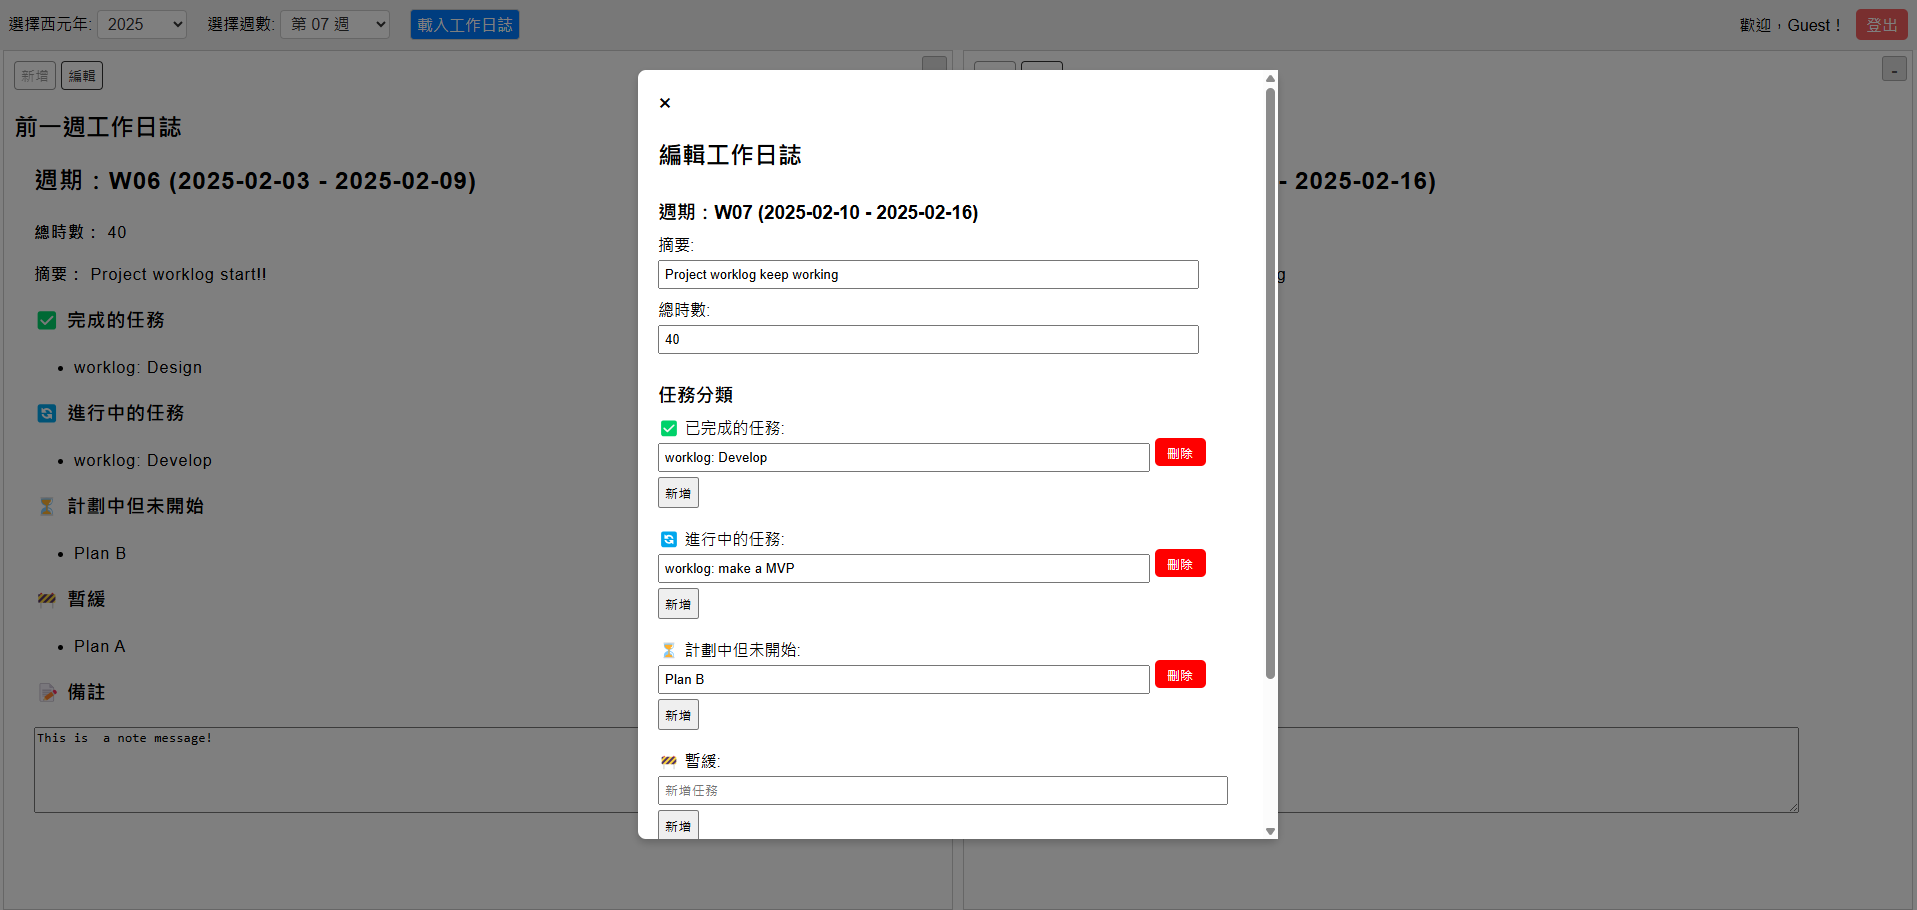 選擇西元年: 2025 選擇週數: 第 07 週 載入工作日誌 歡迎，Guest！ 登出
新增 編輯
-
前一週工作日誌
週期：W06 (2025-02-03 - 2025-02-09)
總時數： 40
摘要： Project worklog start!!
✅ 完成的任務
• worklog: Design
🔄 進行中的任務
• worklog: Develop
⏳ 計劃中但未開始
• Plan B
🚧 暫緩
• Plan A
📝 備註
This is  a note message!
×
編輯工作日誌
週期：W07 (2025-02-10 - 2025-02-16)
摘要:
Project worklog keep working
總時數:
40
任務分類
✅ 已完成的任務:
worklog: Develop 刪除
新增
🔄 進行中的任務:
worklog: make a MVP 刪除
新增
⏳ 計劃中但未開始:
Plan B 刪除
新增
🚧 暫緩:
新增任務
新增
- 2025-02-16)
g